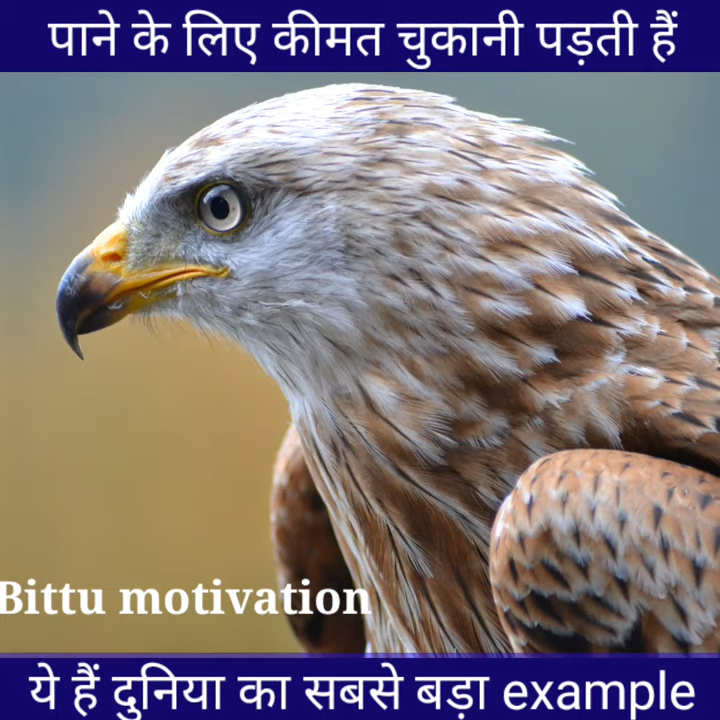 पाने के लिए कीमत चुकानी पड़ती हैं
Bittu motivation
ये हैं दुनिया का सबसे बड़ा example